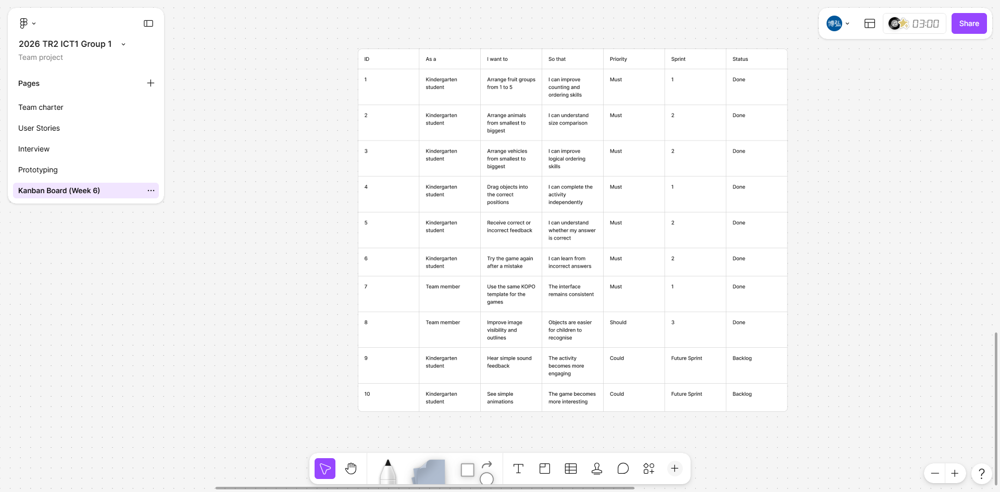 2026 TR2 ICT1 Group 1
Team project
Pages
Team charter
User Stories
Interview
Prototyping
Kanban Board (Week 6)
博弘
03:00
Share
ID
As a
I want to
So that
Priority
Sprint
Status
1
Kindergarten
student
Arrange fruit groups
from 1 to 5
I can improve
counting and
ordering skills
Must
1
Done
2
Kindergarten
student
Arrange animals
from smallest to
biggest
I can understand
size comparison
Must
2
Done
3
Kindergarten
student
Arrange vehicles
from smallest to
biggest
I can improve
logical ordering
skills
Must
2
Done
4
Kindergarten
student
Drag objects into
the correct
positions
I can complete the
activity
independently
Must
1
Done
5
Kindergarten
student
Receive correct or
incorrect feedback
I can understand
whether my answer
is correct
Must
2
Done
6
Kindergarten
student
Try the game again
after a mistake
I can learn from
incorrect answers
Must
2
Done
7
Team member
Use the same KOPO
template for the
games
The interface
remains consistent
Must
1
Done
8
Team member
Improve image
visibility and
outlines
Objects are easier
for children to
recognise
Should
3
Done
9
Kindergarten
student
Hear simple sound
feedback
The activity
becomes more
engaging
Could
Future Sprint
Backlog
10
Kindergarten
student
See simple
animations
The game becomes
more interesting
Could
Future Sprint
Backlog